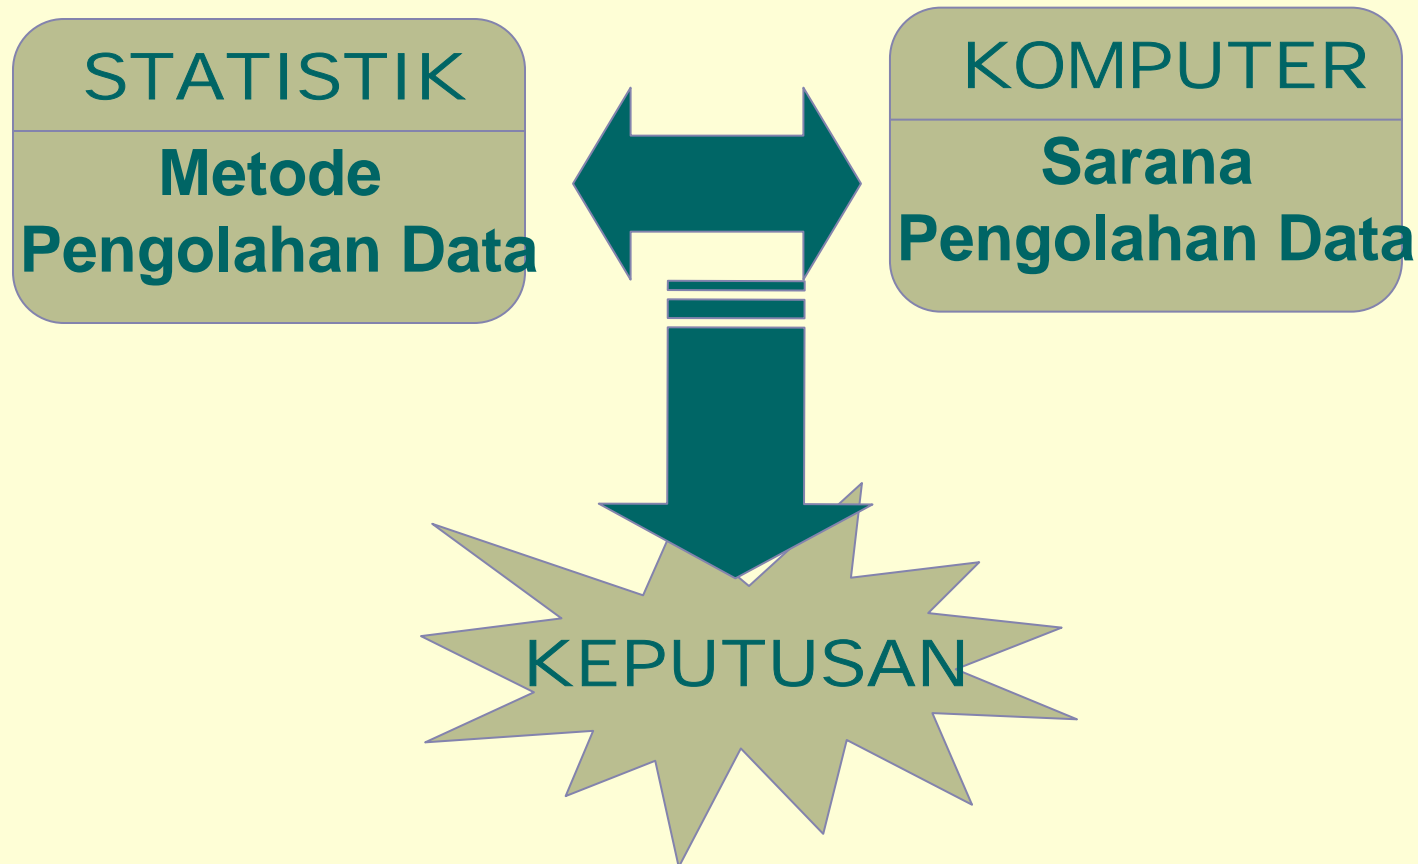 STATISTIK
Metode
Pengolahan Data
KOMPUTER
Sarana
Pengolahan Data
KEPUTUSAN